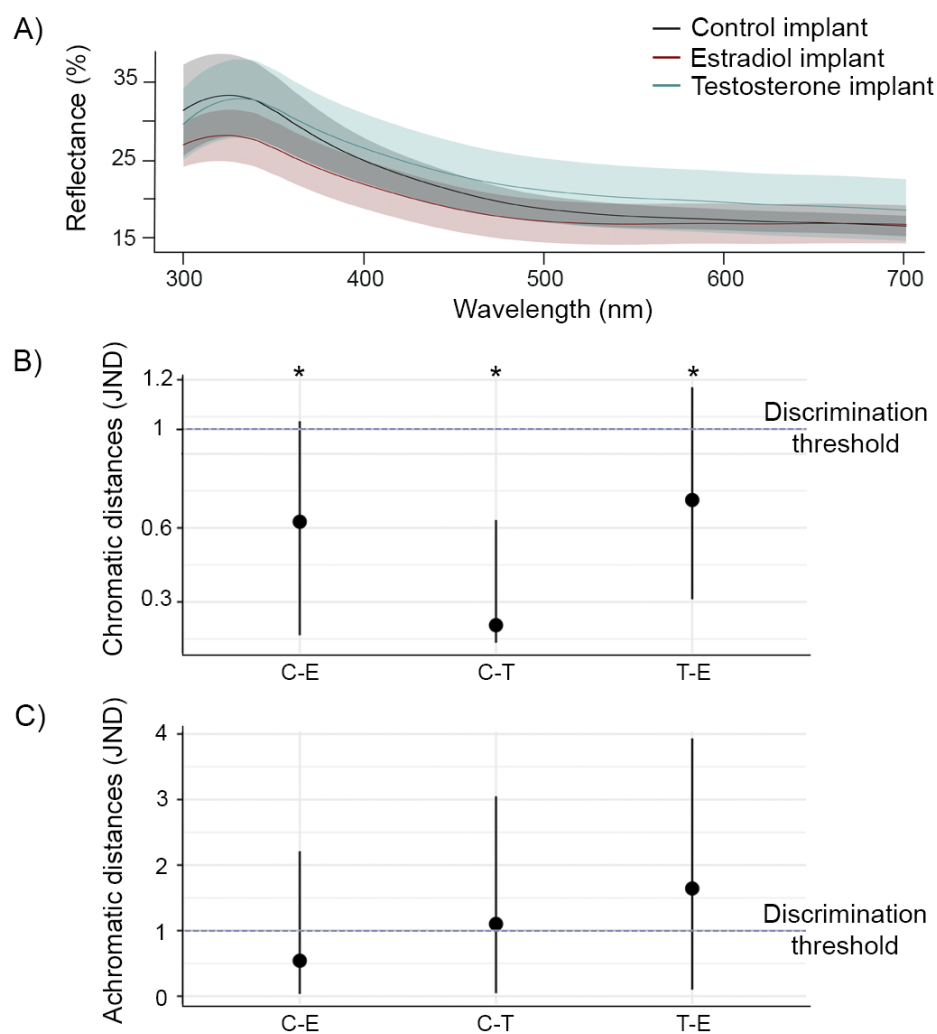 A)
Control implant
Estradiol implant
Testosterone implant
Reflectance (%)
35
25
15
300 400 500 600 700
Wavelength (nm)
B)
Chromatic distances (JND)
* * *
1.2
1
0.6
0.3
Discrimination
threshold
C-E C-T T-E
C)
Achromatic distances (JND)
4
3
2
1
0
Discrimination
threshold
C-E C-T T-E